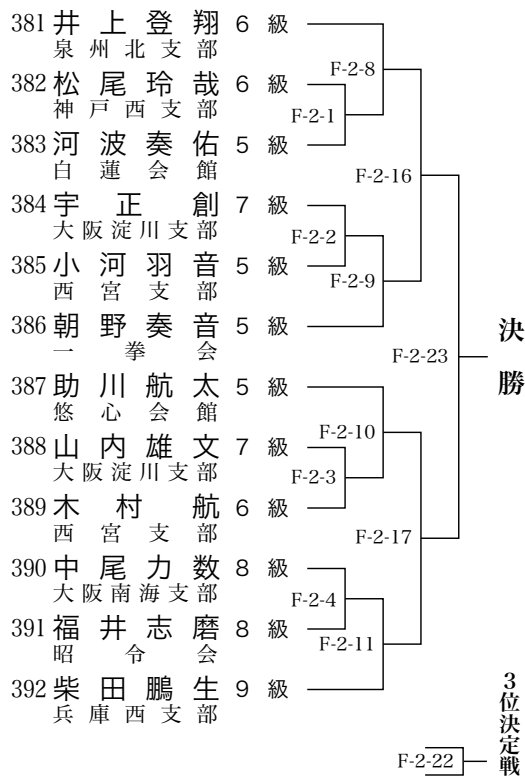 381 井上登翔 6 級
泉州北支部
F-2-8
382 松尾玲哉 6 級
神戸西支部
F-2-1
383 河波奏佑 5 級
白蓮会館
F-2-16
384 宇正創 7 級
大阪淀川支部
F-2-2
385 小河羽音 5 級
西宮支部
F-2-9
386 朝野奏音 5 級
一拳会
F-2-23
決勝
387 助川航太 5 級
悠心会館
F-2-10
388 山内雄文 7 級
大阪淀川支部
F-2-3
389 木村航 6 級
西宮支部
F-2-17
390 中尾力数 8 級
大阪南海支部
F-2-4
391 福井志磨 8 級
昭令会
F-2-11
392 柴田鵬生 9 級
兵庫西支部
3位決定戦
F-2-22